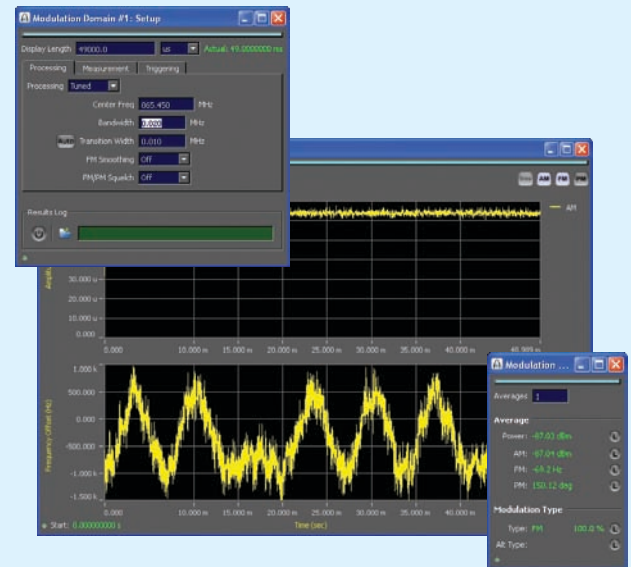 Modulation Domain #1: Setup
Display Length 49000.0 us Actual: 49.0000000 ms
Processing Measurement Triggering
Processing Tuned
Center Freq 865.450 MHz
Bandwidth MHz
Transition Width 0.010 MHz
FM Smoothing Off
FM/PM Squelch Off
Results Log
AM FM PM
AM
30.000 u
20.000 u
10.000 u
0.000
0.000 10.000 m 15.000 m 20.000 m 25.000 m 30.000 m 35.000 m 40.000 m
1.000 k
500.000
0.000
-500.000
-1.000 k
-1.500 k
Frequency Offset (Hz)
0.000 10.000 m 15.000 m 20.000 m 25.000 m 30.000 m 35.000 m 40.000 m
Start: 0.000000000 s
Time (sec)
Modulation ...
Averages 1
Average
Power: -67.03 dBm
AM: -67.04 dBm
FM: -69.2 Hz
PM: 150.12 deg
Modulation Type
Type: FM 100.0 %
Alt Type: